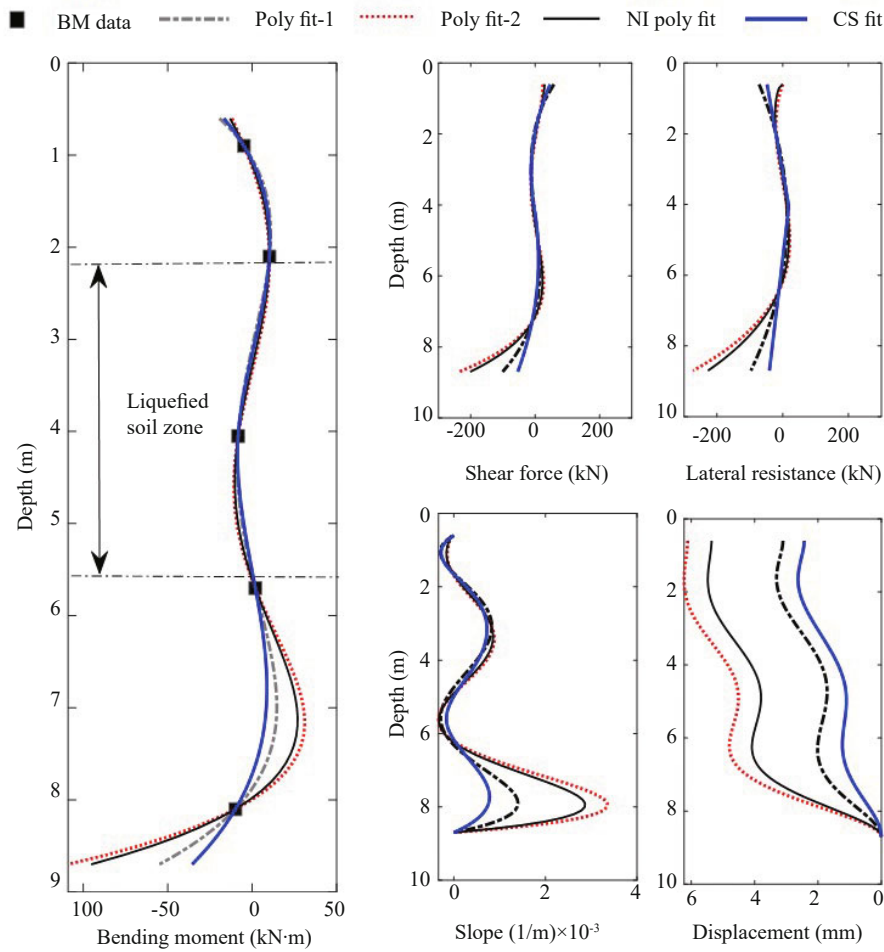 BM data Poly fit-1 Poly fit-2 NI poly fit CS fit
0
1
2
3
4
5
6
7
8
9
Depth (m)
Liquefied
soil zone
100 -50 0 50
Bending moment (kN·m)
0
2
4
6
8
10
Depth (m)
-200 0 200
Shear force (kN)
0
2
4
6
8
10
-200 0 200
Lateral resistance (kN)
0
2
4
6
8
10
Depth (m)
0 2 4
Slope (1/m)×10⁻³
0
2
4
6
8
10
6 4 2 0
Displacement (mm)